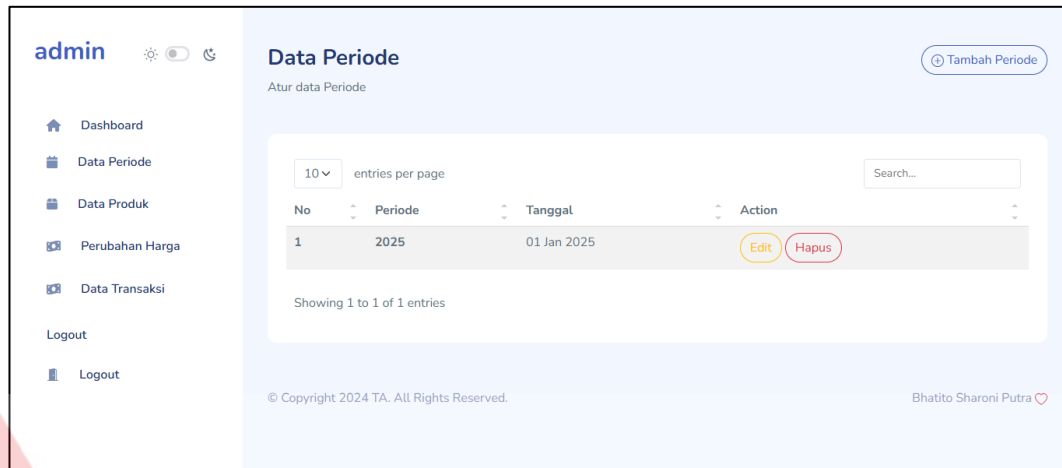 admin
Dashboard
Data Periode
Data Produk
Perubahan Harga
Data Transaksi
Logout
Logout
Data Periode
Atur data Periode
Tambah Periode
10 entries per page
Search...
No Periode Tanggal Action
1 2025 01 Jan 2025 Edit Hapus
Showing 1 to 1 of 1 entries
© Copyright 2024 TA. All Rights Reserved.
Bhatito Sharoni Putra